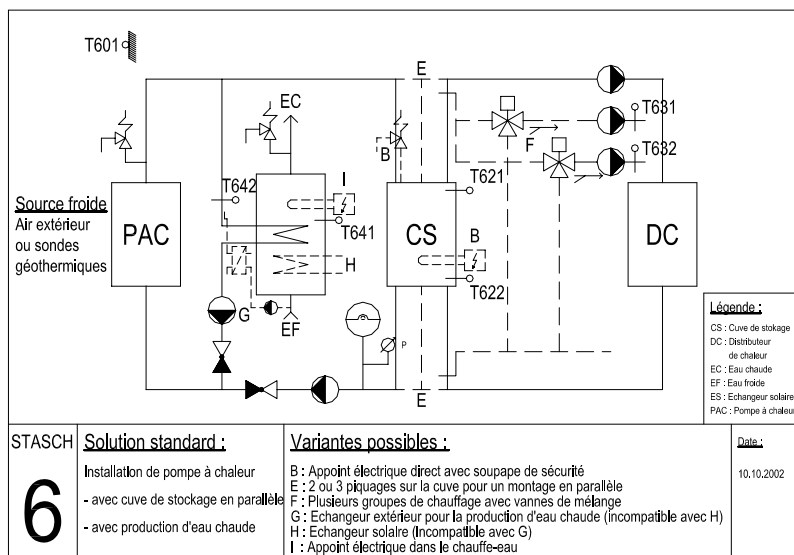 T601
EC
E
T631
F
T632
B
I
T621
T642
Source froide
Air extérieur
ou sondes
géothermiques
PAC
T641
CS
B
DC
H
T622
G
EF
P
E
Légende :
CS : Cuve de stokage
DC : Distributeur
de chaleur
EC : Eau chaude
EF : Eau froide
ES : Echangeur solaire
PAC : Pompe à chaleur
STASCH
6
Solution standard :
Installation de pompe à chaleur
- avec cuve de stockage en parallèle
- avec production d'eau chaude
Variantes possibles :
B : Appoint électrique direct avec soupape de sécurité
E : 2 ou 3 piquages sur la cuve pour un montage en parallèle
F : Plusieurs groupes de chauffage avec vannes de mélange
G : Echangeur extérieur pour la production d'eau chaude (incompatible avec H)
H : Echangeur solaire (Incompatible avec G)
I : Appoint électrique dans le chauffe-eau
Date :
10.10.2002